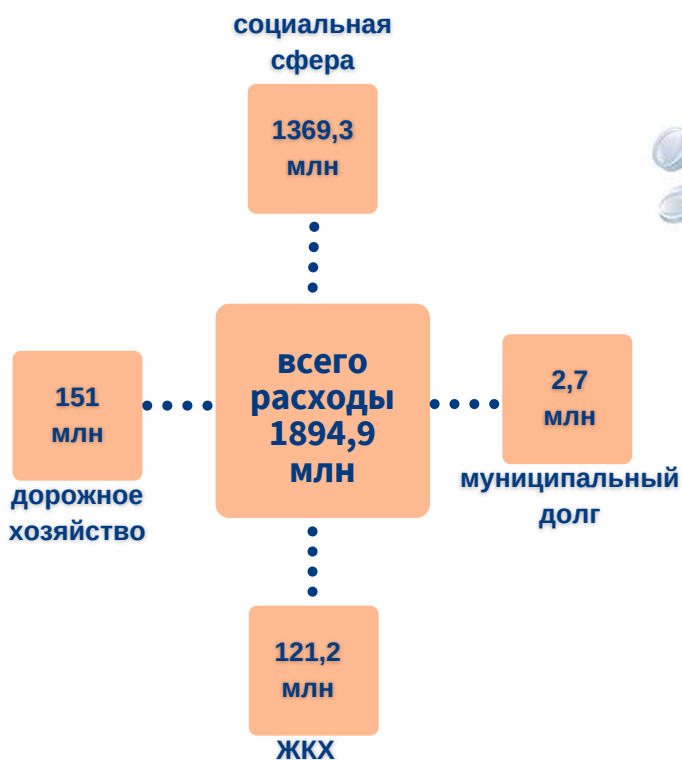 социальная
сфера
1369,3
млн
всего
расходы
1894,9
млн
151
млн
дорожное
хозяйство
2,7
млн
муниципальный
долг
121,2
млн
ЖКХ